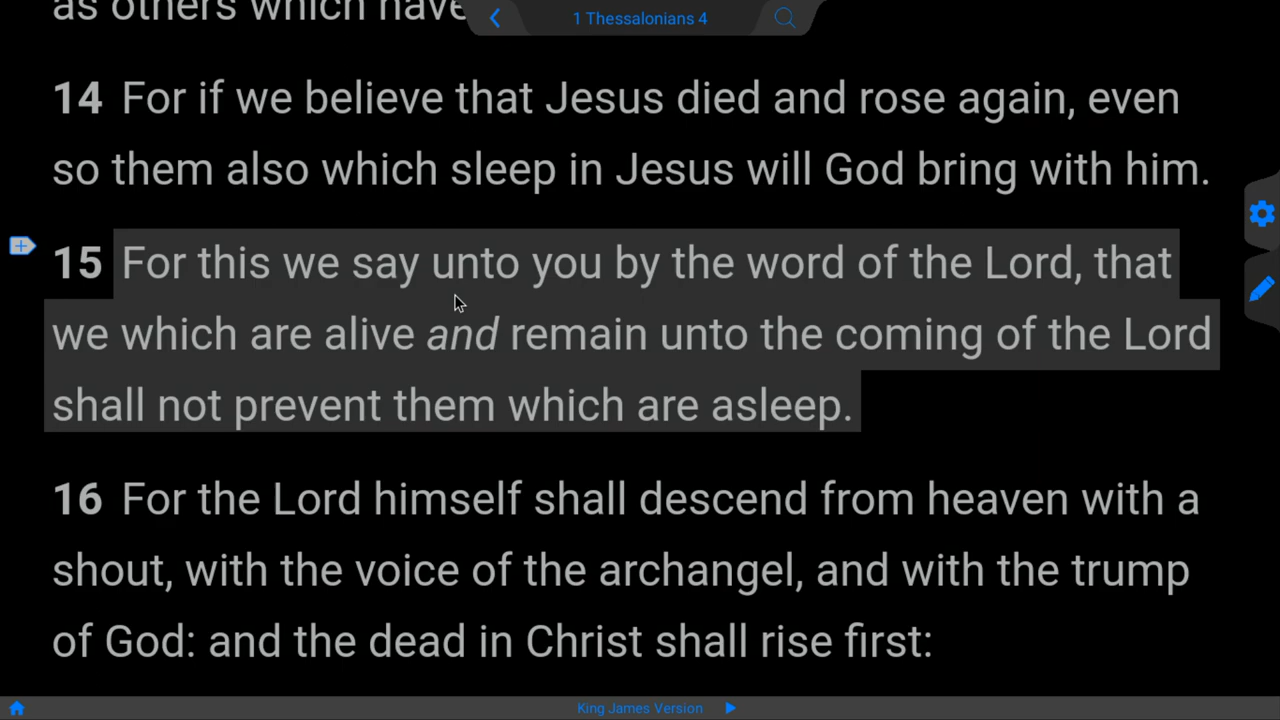 as others which have
1 Thessalonians 4
14 For if we believe that Jesus died and rose again, even
so them also which sleep in Jesus will God bring with him.
15 For this we say unto you by the word of the Lord, that
we which are alive and remain unto the coming of the Lord
shall not prevent them which are asleep.
16 For the Lord himself shall descend from heaven with a
shout, with the voice of the archangel, and with the trump
of God: and the dead in Christ shall rise first:
King James Version